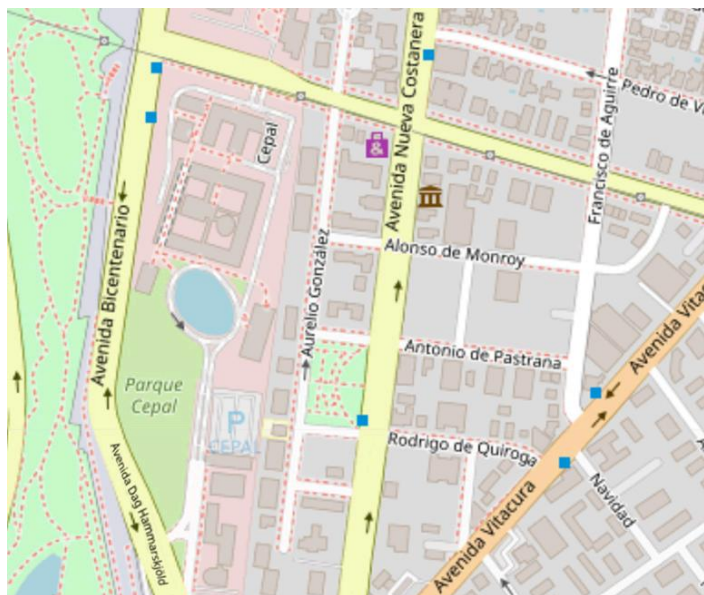 Avenida Nueva Costanera
Pedro de V
Francisco de Aguirre
Cepal
Avenida Bicentenario
Aurelio González
Alonso de Monroy
Avenida Vitac
Antonio de Pastrana
Parque
Cepal
P
CEPAL
Rodrigo de Quiroga
Avenida Dag Hammarskjöld
Avenida Vitacura
Navidad